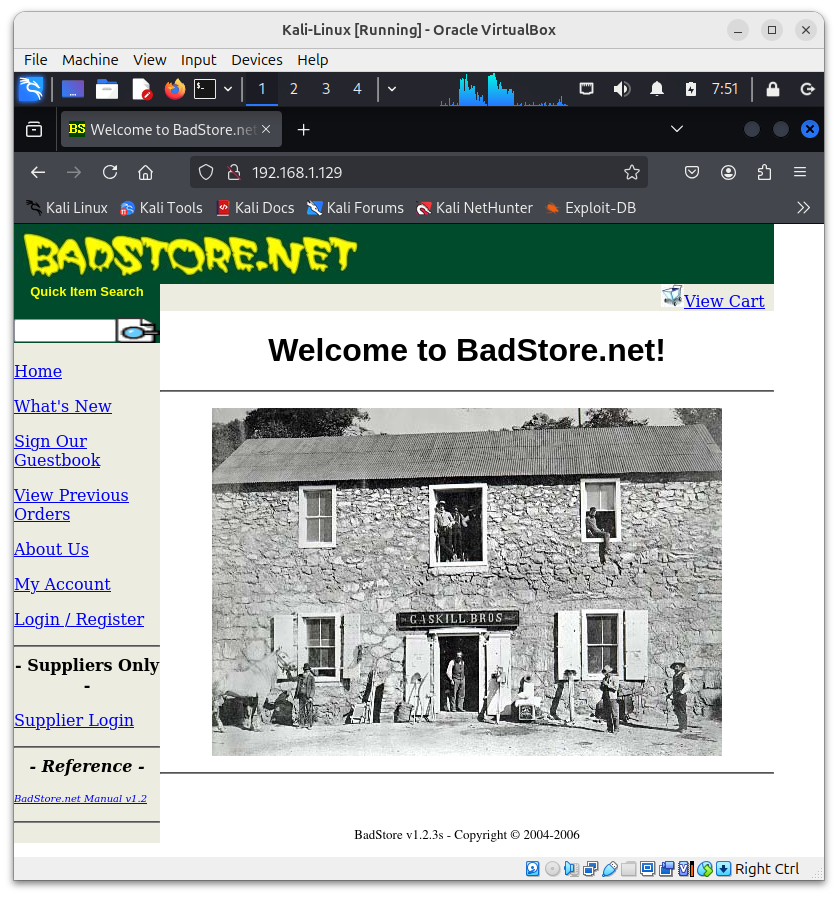 Kali-Linux [Running] - Oracle VirtualBox
File Machine View Input Devices Help
1 2 3 4 7:51
BS Welcome to BadStore.net
192.168.1.129
Kali Linux Kali Tools Kali Docs Kali Forums Kali NetHunter Exploit-DB
BADSTORE.NET
Quick Item Search
View Cart
Welcome to BadStore.net!
Home
What's New
Sign Our
Guestbook
View Previous
Orders
About Us
My Account
Login / Register
GASKILL BROS
- Suppliers Only
-
Supplier Login
- Reference -
BadStore.net Manual v1.2
BadStore v1.2.3s - Copyright © 2004-2006
Right Ctrl